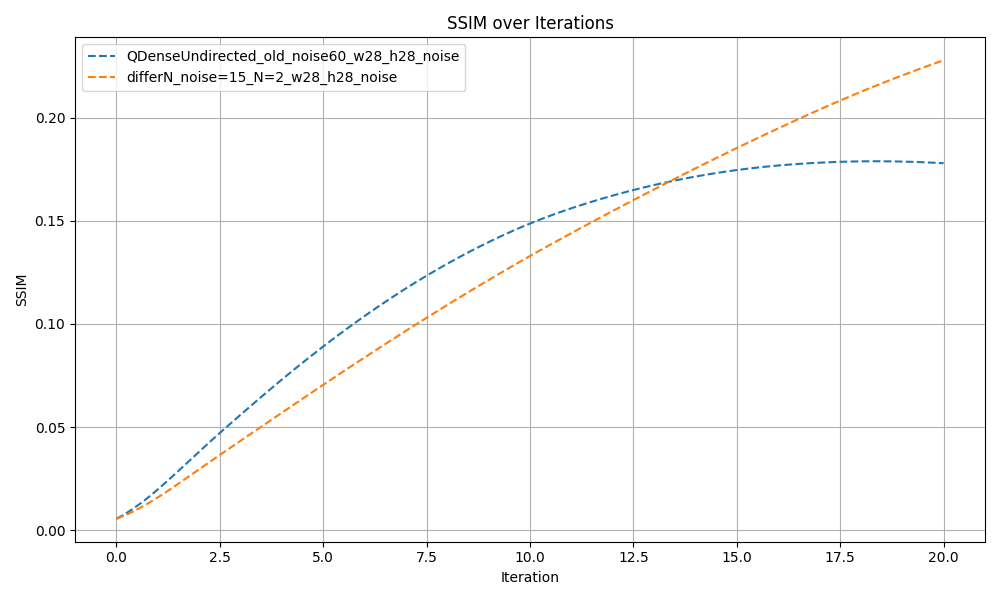 SSIM over Iterations
QDenseUndirected_old_noise60_w28_h28_noise
differN_noise=15_N=2_w28_h28_noise
SSIM
0.20
0.15
0.10
0.05
0.00
0.0 2.5 5.0 7.5 10.0 12.5 15.0 17.5 20.0
Iteration